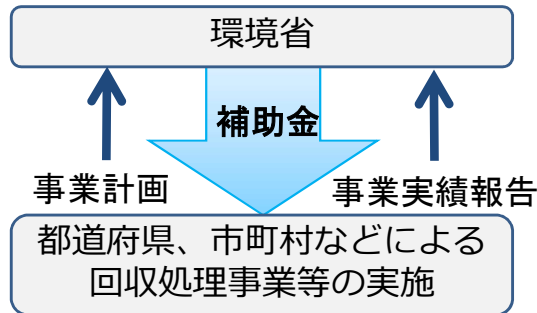 環境省
補助金
事業計画
事業実績報告
都道府県、市町村などによる
回収処理事業等の実施